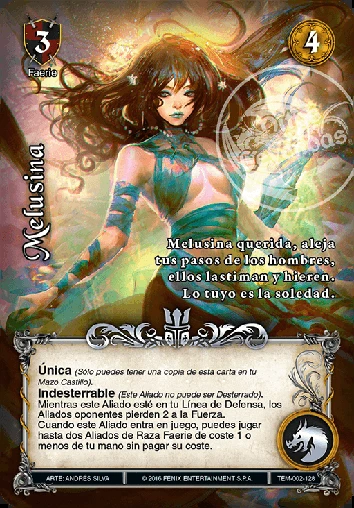 3
4
Faerie
Melusina
Melusina querida, aleja
tus pasos de los hombres,
ellos lastiman y hieren.
Lo tuyo es la soledad.
Única (Sólo puedes tener una copia de esta carta en tu
Mazo Castillo).
Indesterrable (Este Aliado no puede ser Desterrado).
Mientras este Aliado esté en tu Línea de Defensa, los
Aliados oponentes pierden 2 a la Fuerza.
Cuando este Aliado entra en juego, puedes jugar
hasta dos Aliados de Raza Faerie de coste 1 o
menos de tu mano sin pagar su coste.
ARTE: ANDRÉS SILVA
© 2016 FENIX ENTERTAINMENT S.P.A.
TEM-002-128